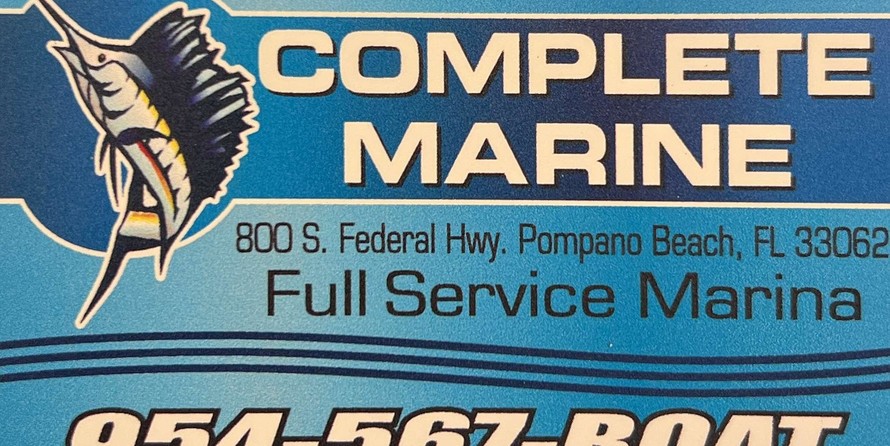 COMPLETE
MARINE
800 S. Federal Hwy. Pompano Beach, FL 33062
Full Service Marina
954-567-BOAT